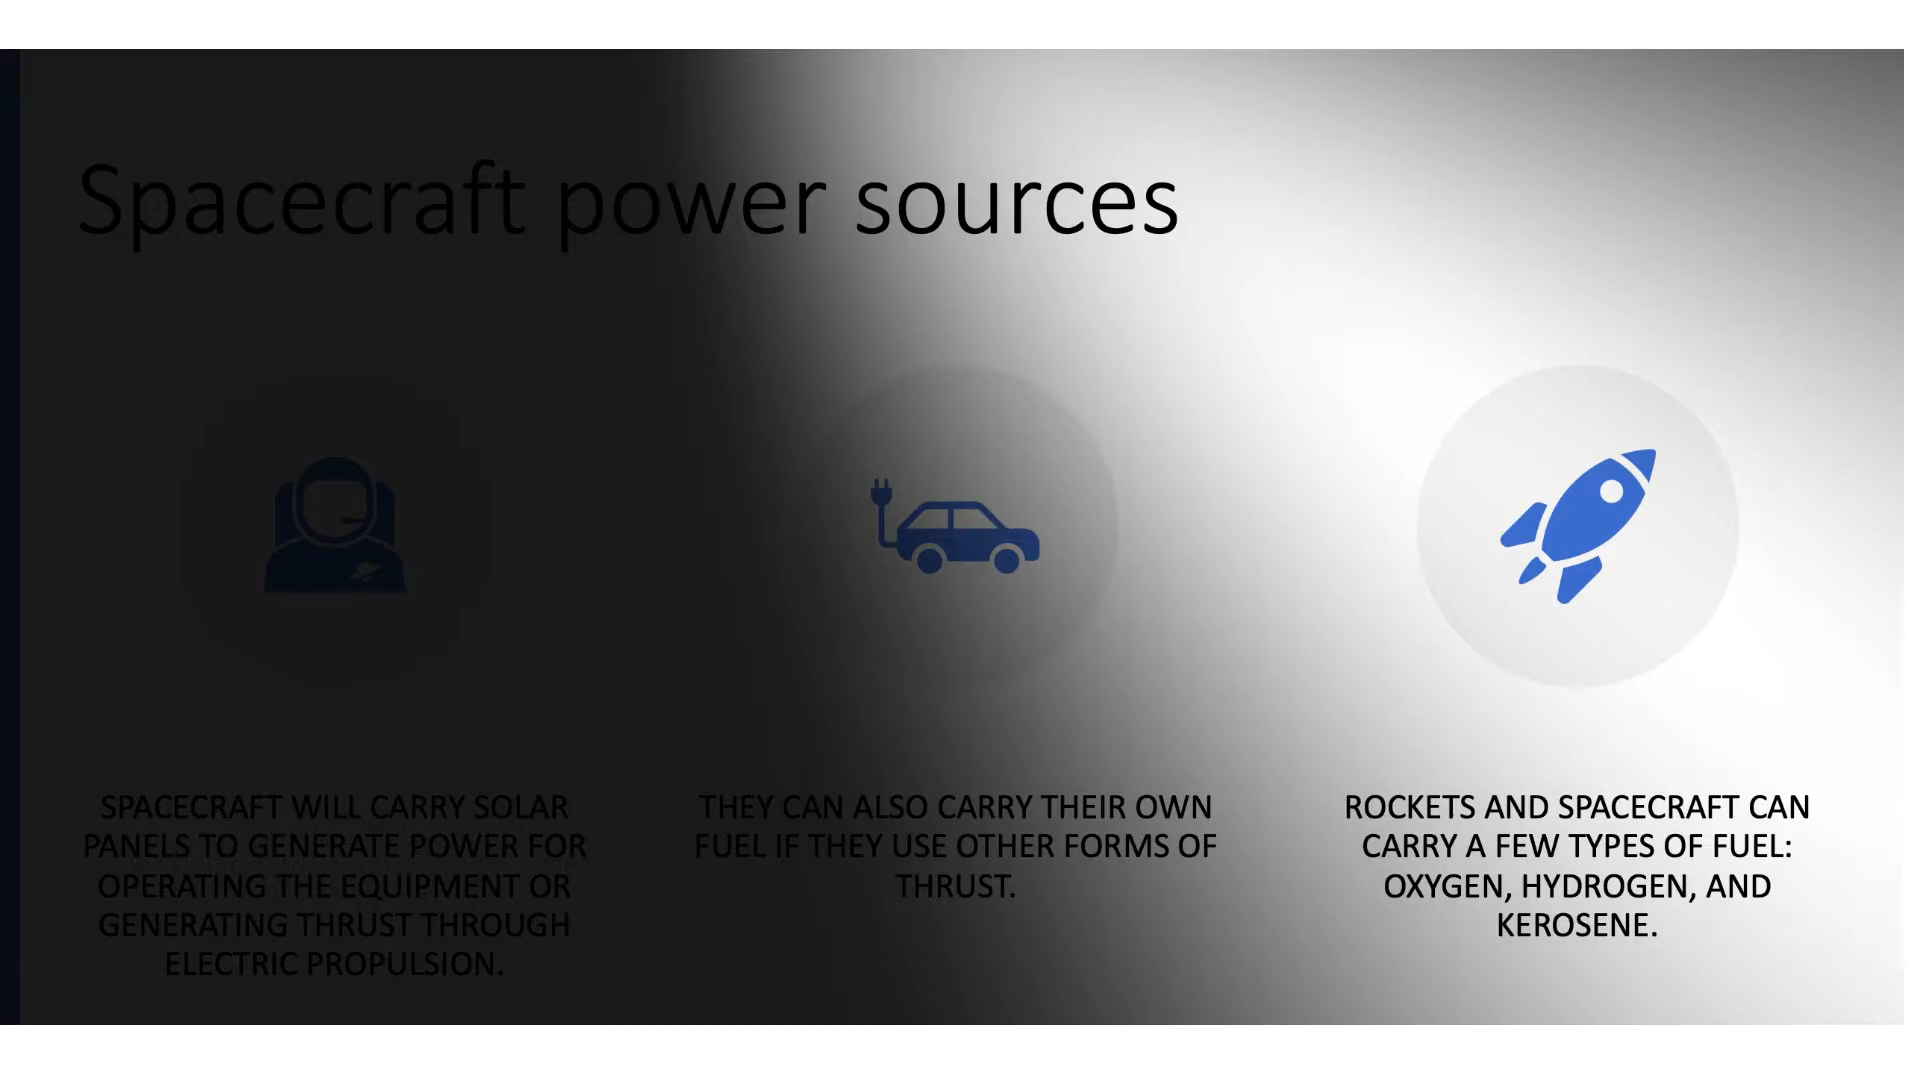 Spacecraft power sources
SPACECRAFT WILL CARRY SOLAR
PANELS TO GENERATE POWER FOR
OPERATING THE EQUIPMENT OR
GENERATING THRUST THROUGH
ELECTRIC PROPULSION.
THEY CAN ALSO CARRY THEIR OWN
FUEL IF THEY USE OTHER FORMS OF
THRUST.
ROCKETS AND SPACECRAFT CAN
CARRY A FEW TYPES OF FUEL:
OXYGEN, HYDROGEN, AND
KEROSENE.